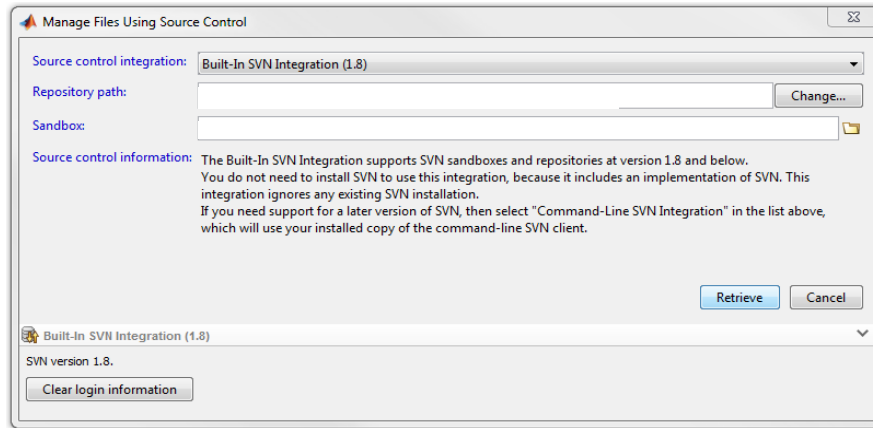 Manage Files Using Source Control
Source control integration: Built-In SVN Integration (1.8)
Repository path: Change...
Sandbox:
Source control information: The Built-In SVN Integration supports SVN sandboxes and repositories at version 1.8 and below.
You do not need to install SVN to use this integration, because it includes an implementation of SVN. This
integration ignores any existing SVN installation.
If you need support for a later version of SVN, then select "Command-Line SVN Integration" in the list above,
which will use your installed copy of the command-line SVN client.
Retrieve Cancel
Built-In SVN Integration (1.8)
SVN version 1.8.
Clear login information